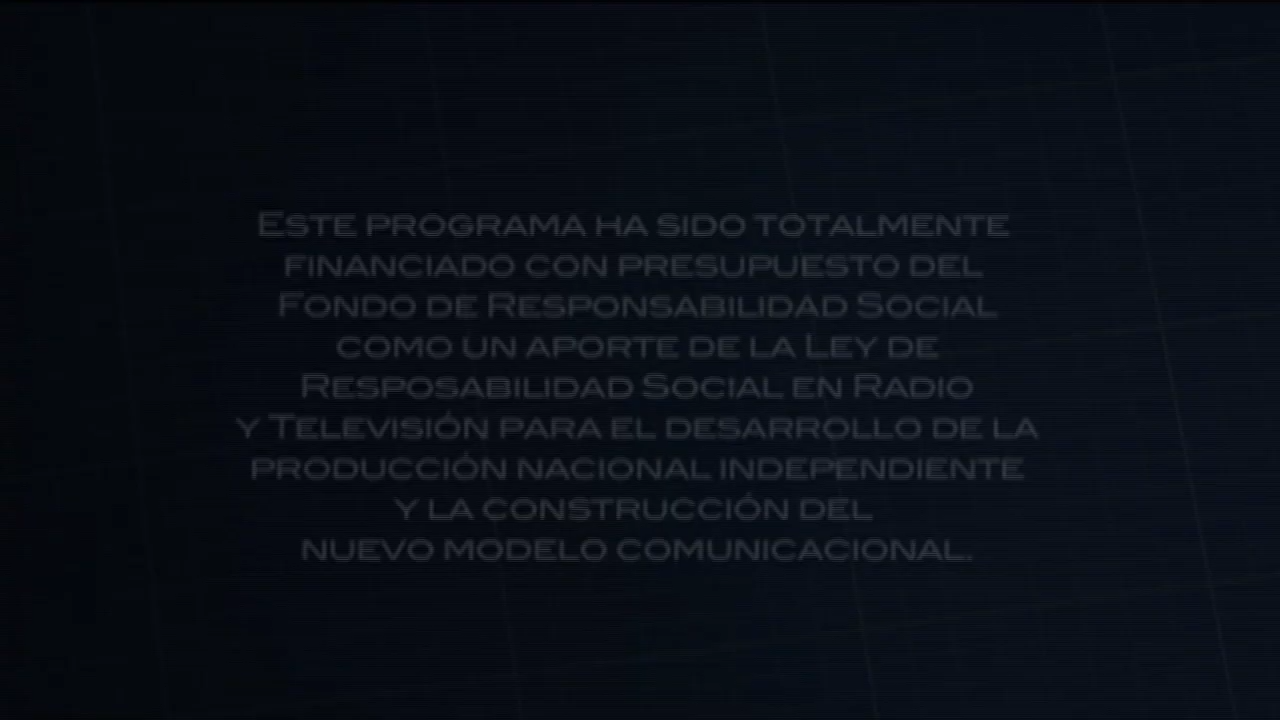 Este programa ha sido totalmente
financiado con presupuesto del
Fondo de Responsabilidad Social
como un aporte de la Ley de
Resposabilidad Social en Radio
y Televisión para el desarrollo de la
producción nacional independiente
y la construcción del
nuevo modelo comunicacional.